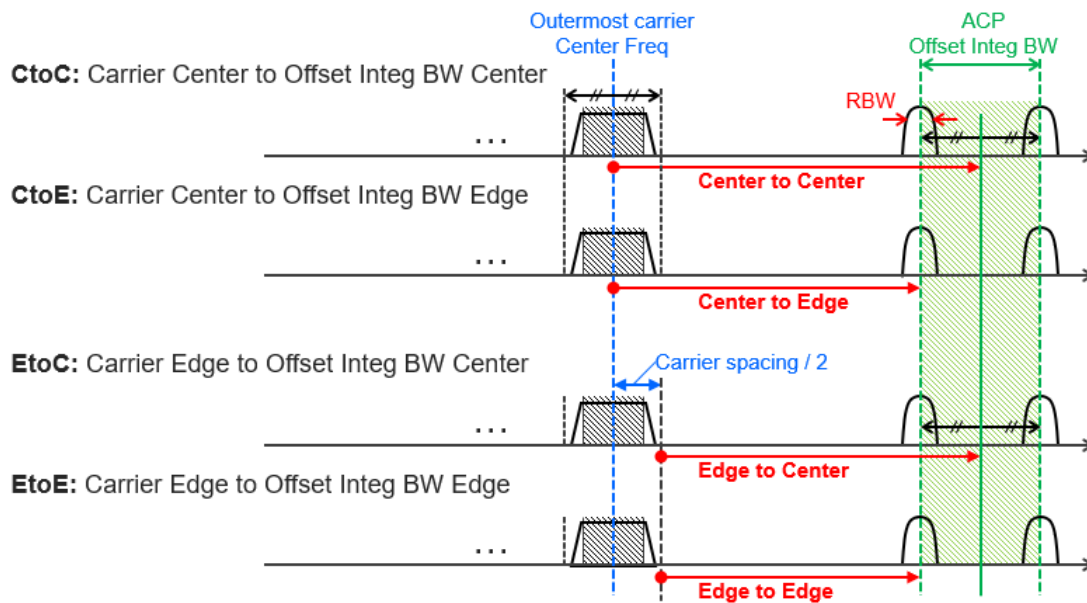 Outermost carrier
Center Freq
ACP
Offset Integ BW
CtoC: Carrier Center to Offset Integ BW Center
RBW
...
Center to Center
CtoE: Carrier Center to Offset Integ BW Edge
...
Center to Edge
EtoC: Carrier Edge to Offset Integ BW Center
Carrier spacing / 2
...
Edge to Center
EtoE: Carrier Edge to Offset Integ BW Edge
...
Edge to Edge